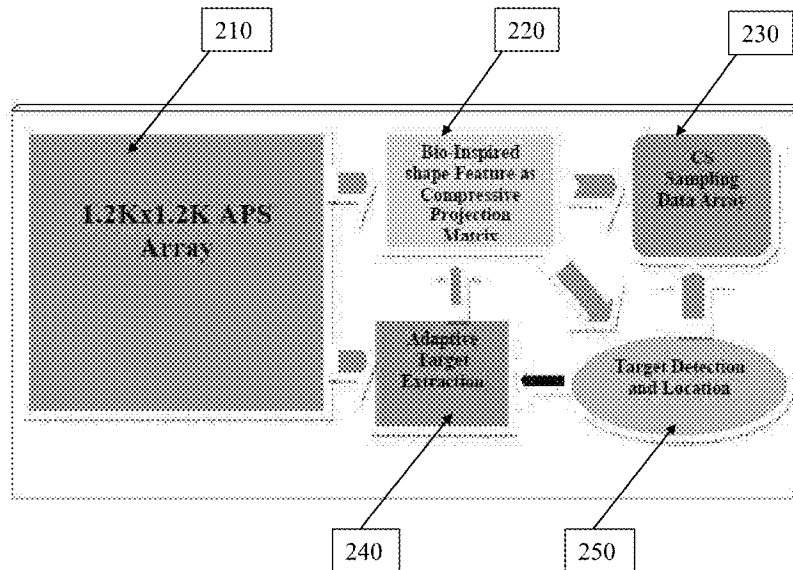 210
220
230
1.2Kx1.2K APS
Array
Bio-Inspired
shape Feature as
Compressive
Projection
Matrix
CS
Sampling
Data Array
Adaptive
Target
Extraction
Target Detection
and Location
240
250